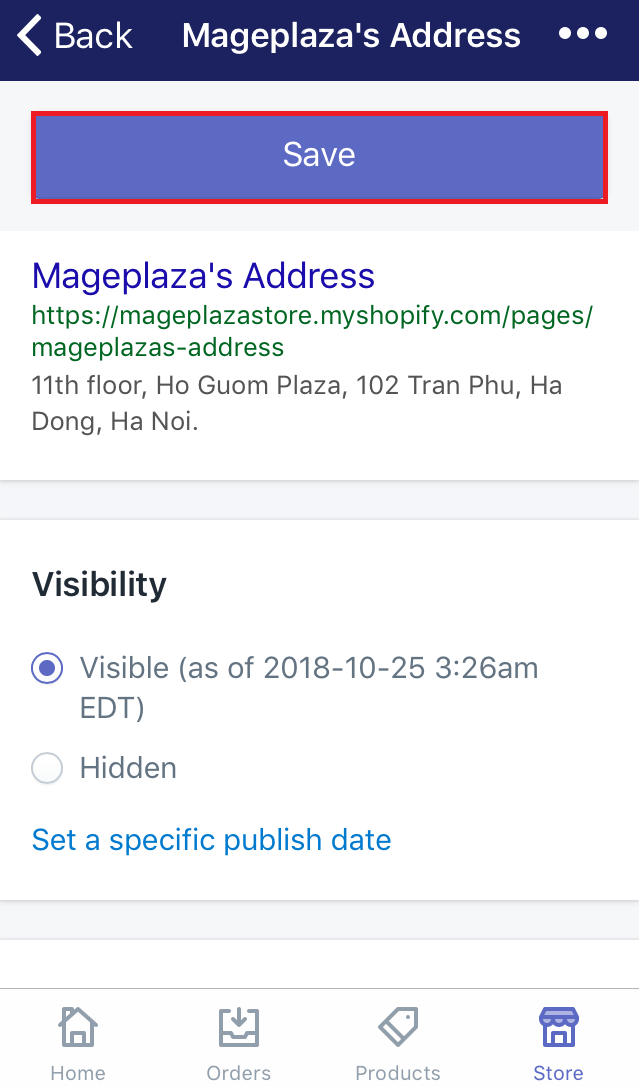 Back Mageplaza's Address
Save
Mageplaza's Address
https://mageplazastore.myshopify.com/pages/
mageplazas-address
11th floor, Ho Guom Plaza, 102 Tran Phu, Ha
Dong, Ha Noi.
Visibility
Visible (as of 2018-10-25 3:26am
EDT)
Hidden
Set a specific publish date
Home Orders Products Store